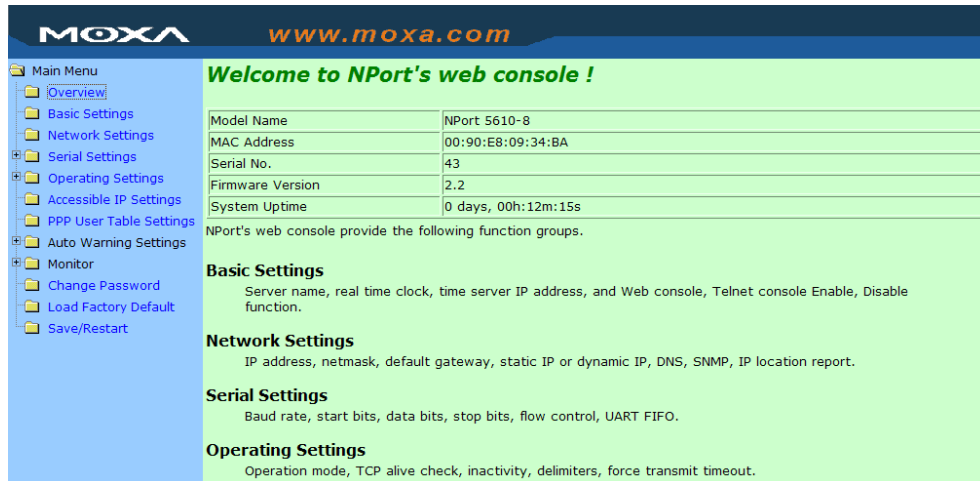 MOXA www.moxa.com
Main Menu
Overview
Basic Settings
Network Settings
Serial Settings
Operating Settings
Accessible IP Settings
PPP User Table Settings
Auto Warning Settings
Monitor
Change Password
Load Factory Default
Save/Restart
Welcome to NPort's web console !
Model Name NPort 5610-8
MAC Address 00:90:E8:09:34:BA
Serial No. 43
Firmware Version 2.2
System Uptime 0 days, 00h:12m:15s
NPort's web console provide the following function groups.
Basic Settings
Server name, real time clock, time server IP address, and Web console, Telnet console Enable, Disable
function.
Network Settings
IP address, netmask, default gateway, static IP or dynamic IP, DNS, SNMP, IP location report.
Serial Settings
Baud rate, start bits, data bits, stop bits, flow control, UART FIFO.
Operating Settings
Operation mode, TCP alive check, inactivity, delimiters, force transmit timeout.